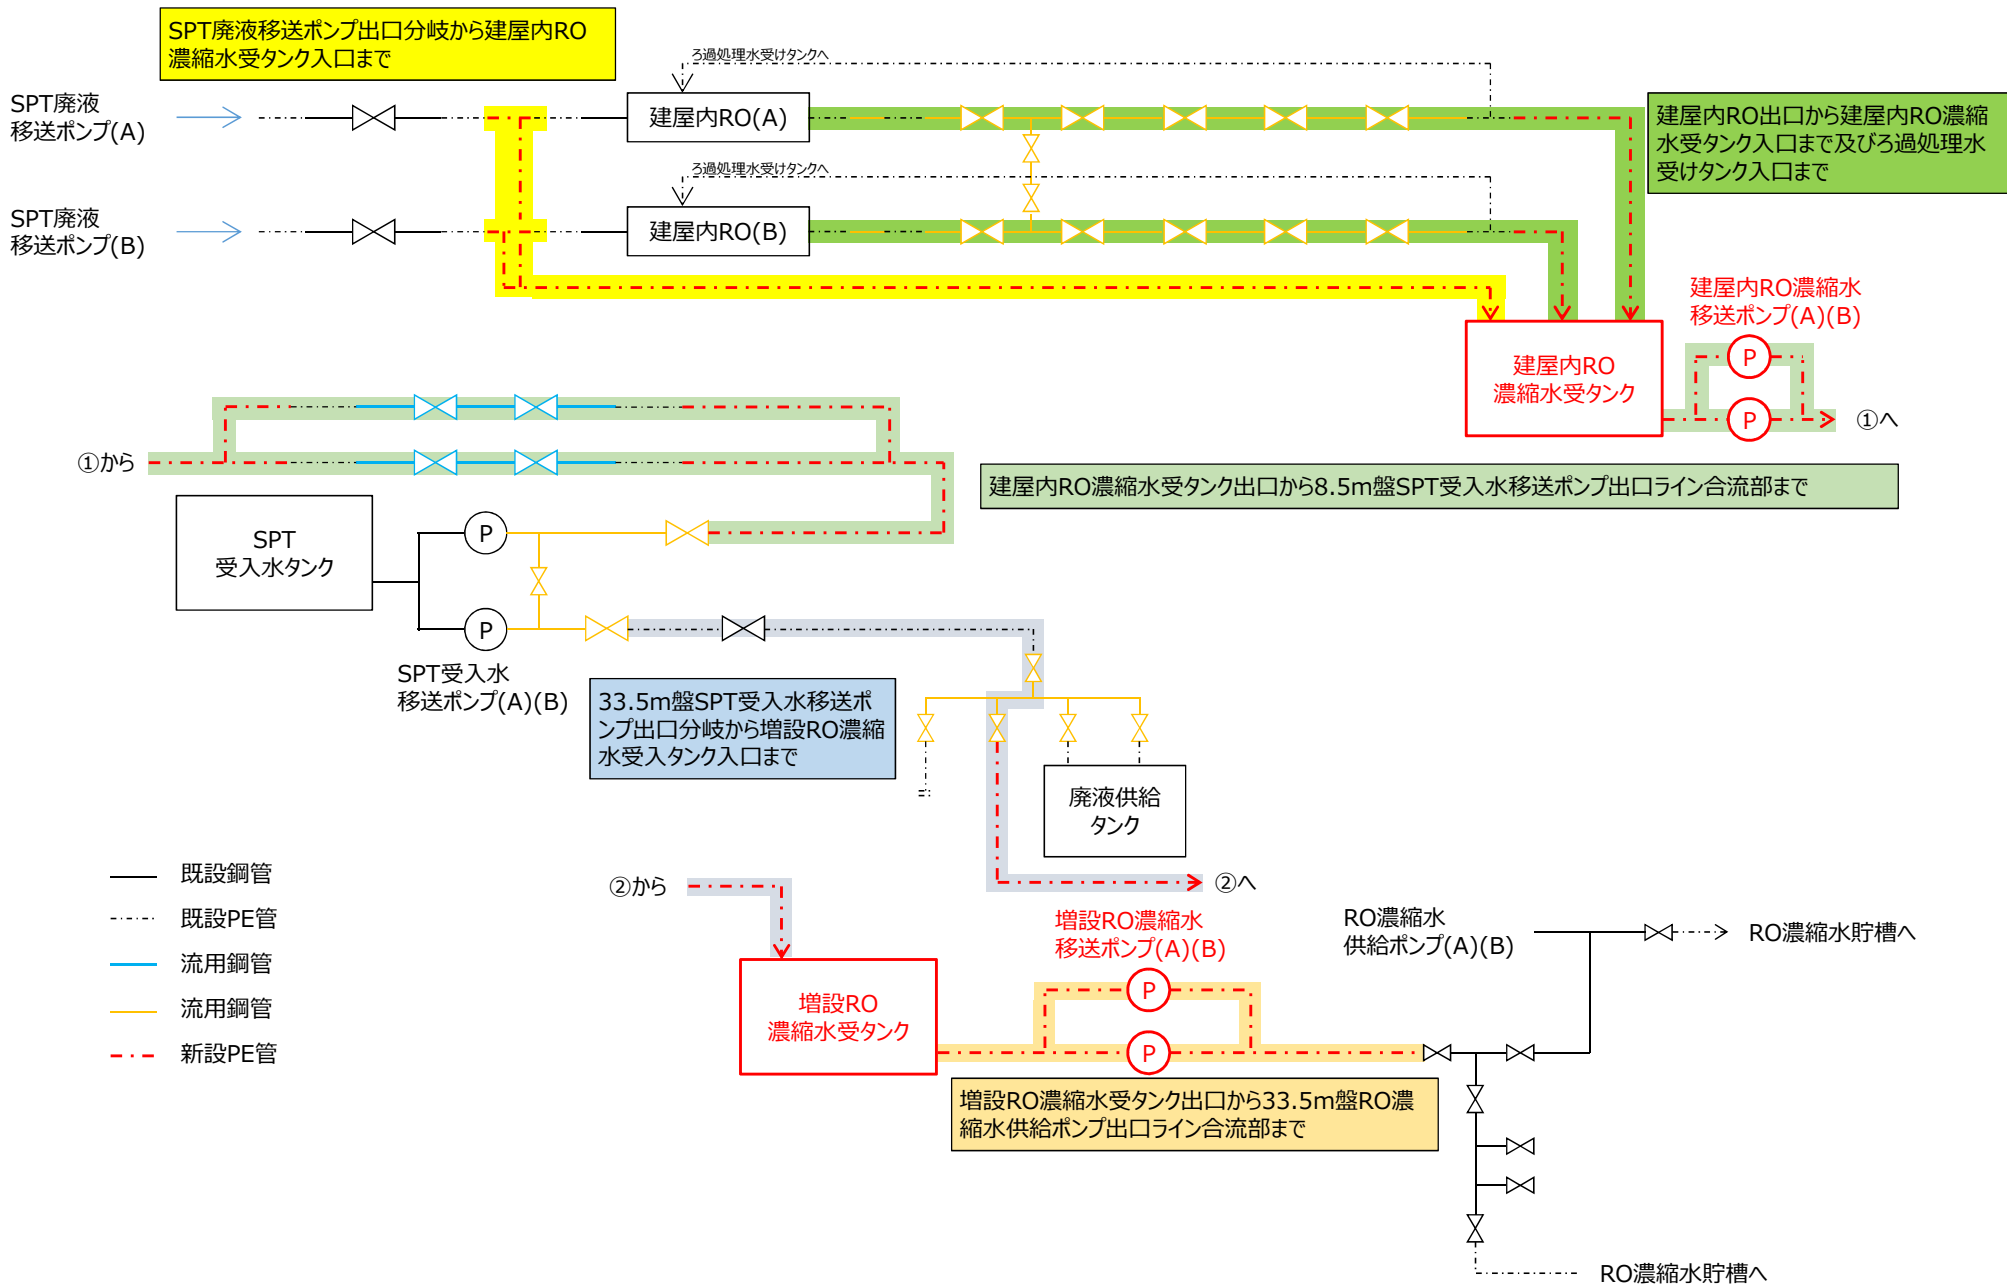 SPT廃液移送ポンプ出口分岐から建屋内RO
濃縮水受タンク入口まで
ろ過処理水受けタンクへ
SPT廃液
移送ポンプ(A)
建屋内RO(A)
建屋内RO出口から建屋内RO濃縮
水受タンク入口まで及びろ過処理水
受けタンク入口まで
ろ過処理水受けタンクへ
SPT廃液
移送ポンプ(B)
建屋内RO(B)
建屋内RO濃縮水
移送ポンプ(A)(B)
建屋内RO
濃縮水受タンク
P
P
①へ
①から
建屋内RO濃縮水受タンク出口から8.5m盤SPT受入水移送ポンプ出口ライン合流部まで
SPT
受入水タンク
P
P
SPT受入水
移送ポンプ(A)(B)
33.5m盤SPT受入水移送ポ
ンプ出口分岐から増設RO濃縮
水受入タンク入口まで
廃液供給
タンク
既設鋼管
既設PE管
流用鋼管
流用鋼管
新設PE管
②から
②へ
増設RO濃縮水
移送ポンプ(A)(B)
RO濃縮水
供給ポンプ(A)(B)
RO濃縮水貯槽へ
増設RO
濃縮水受タンク
P
P
増設RO濃縮水受タンク出口から33.5m盤RO濃
縮水供給ポンプ出口ライン合流部まで
RO濃縮水貯槽へ